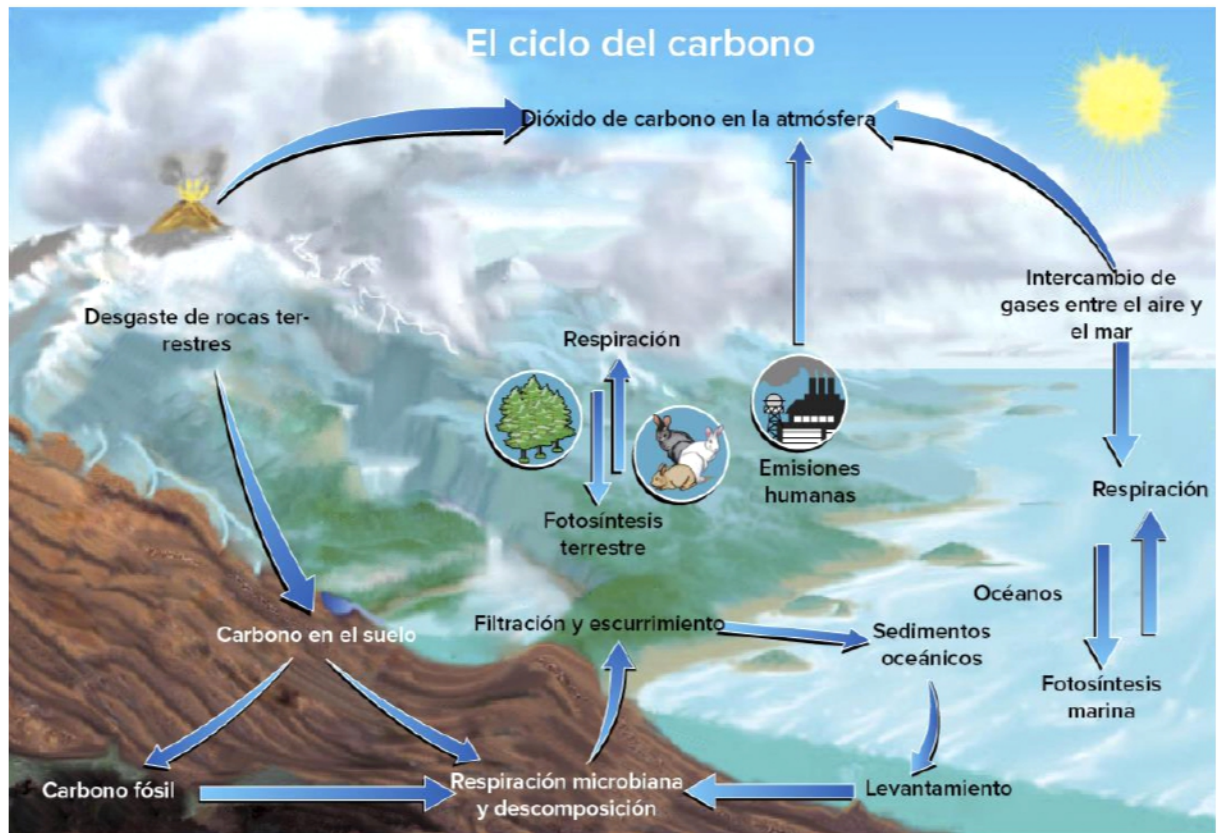 El ciclo del carbono
Dióxido de carbono en la atmósfera
Intercambio de
gases entre el aire y
el mar
Desgaste de rocas ter-
restres
Respiración
Emisiones
humanas
Respiración
Fotosíntesis
terrestre
Océanos
Carbono en el suelo
Filtración y escurrimiento
Sedimentos
oceánicos
Fotosíntesis
marina
Carbono fósil
Respiración microbiana
y descomposición
Levantamiento